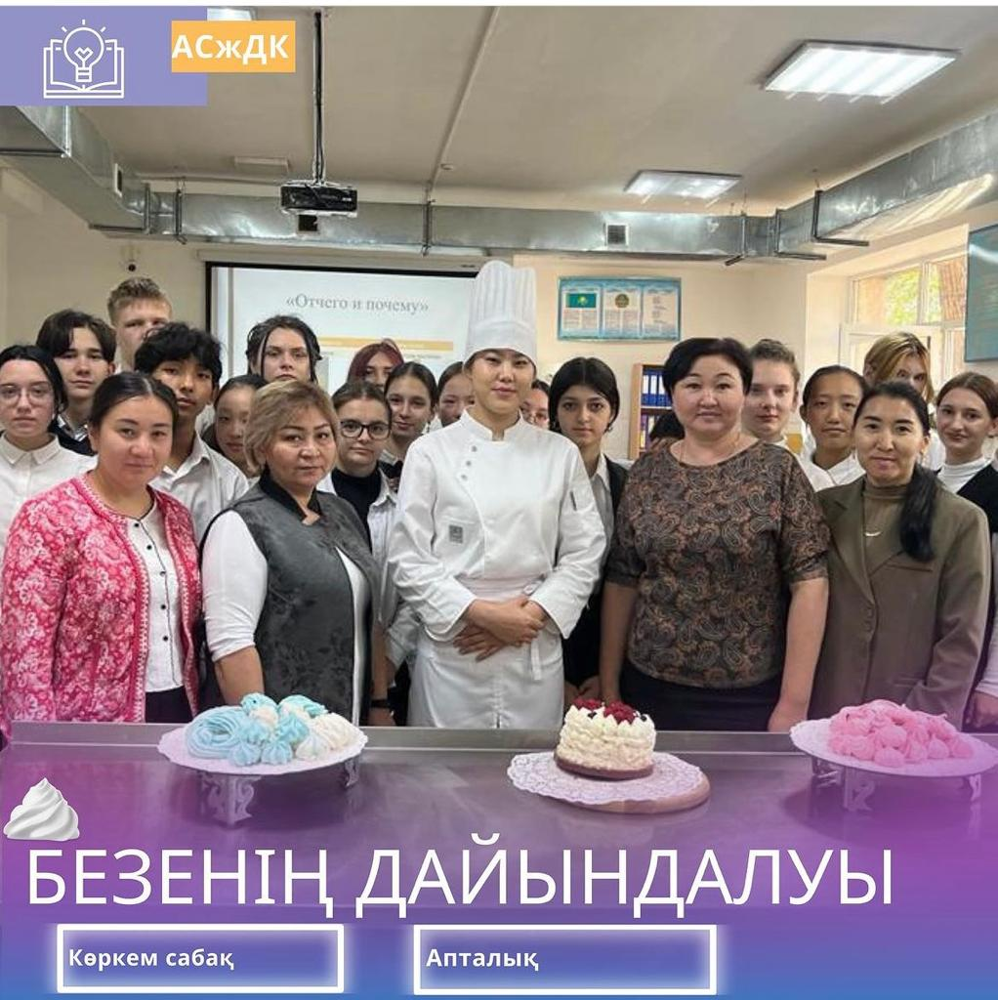 АСжДК
«Отчего и почему»
БЕЗЕНІҢ ДАЙЫНДАЛУЫ
Көркем сабақ
Апталық